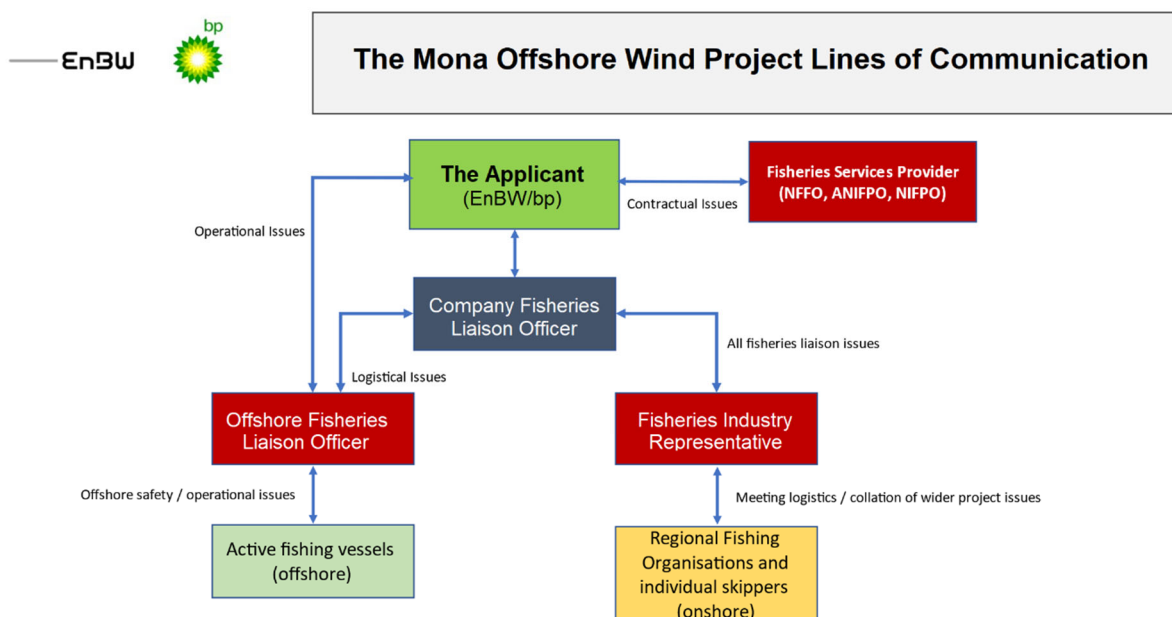 EnBW
bp
The Mona Offshore Wind Project Lines of Communication
The Applicant
(EnBW/bp)
Fisheries Services Provider
(NFFO, ANIFPO, NIFPO)
Contractual Issues
Operational Issues
Company Fisheries
Liaison Officer
All fisheries liaison issues
Logistical Issues
Offshore Fisheries
Liaison Officer
Fisheries Industry
Representative
Offshore safety / operational issues
Meeting logistics / collation of wider project issues
Active fishing vessels
(offshore)
Regional Fishing
Organisations and
individual skippers
(onshore)